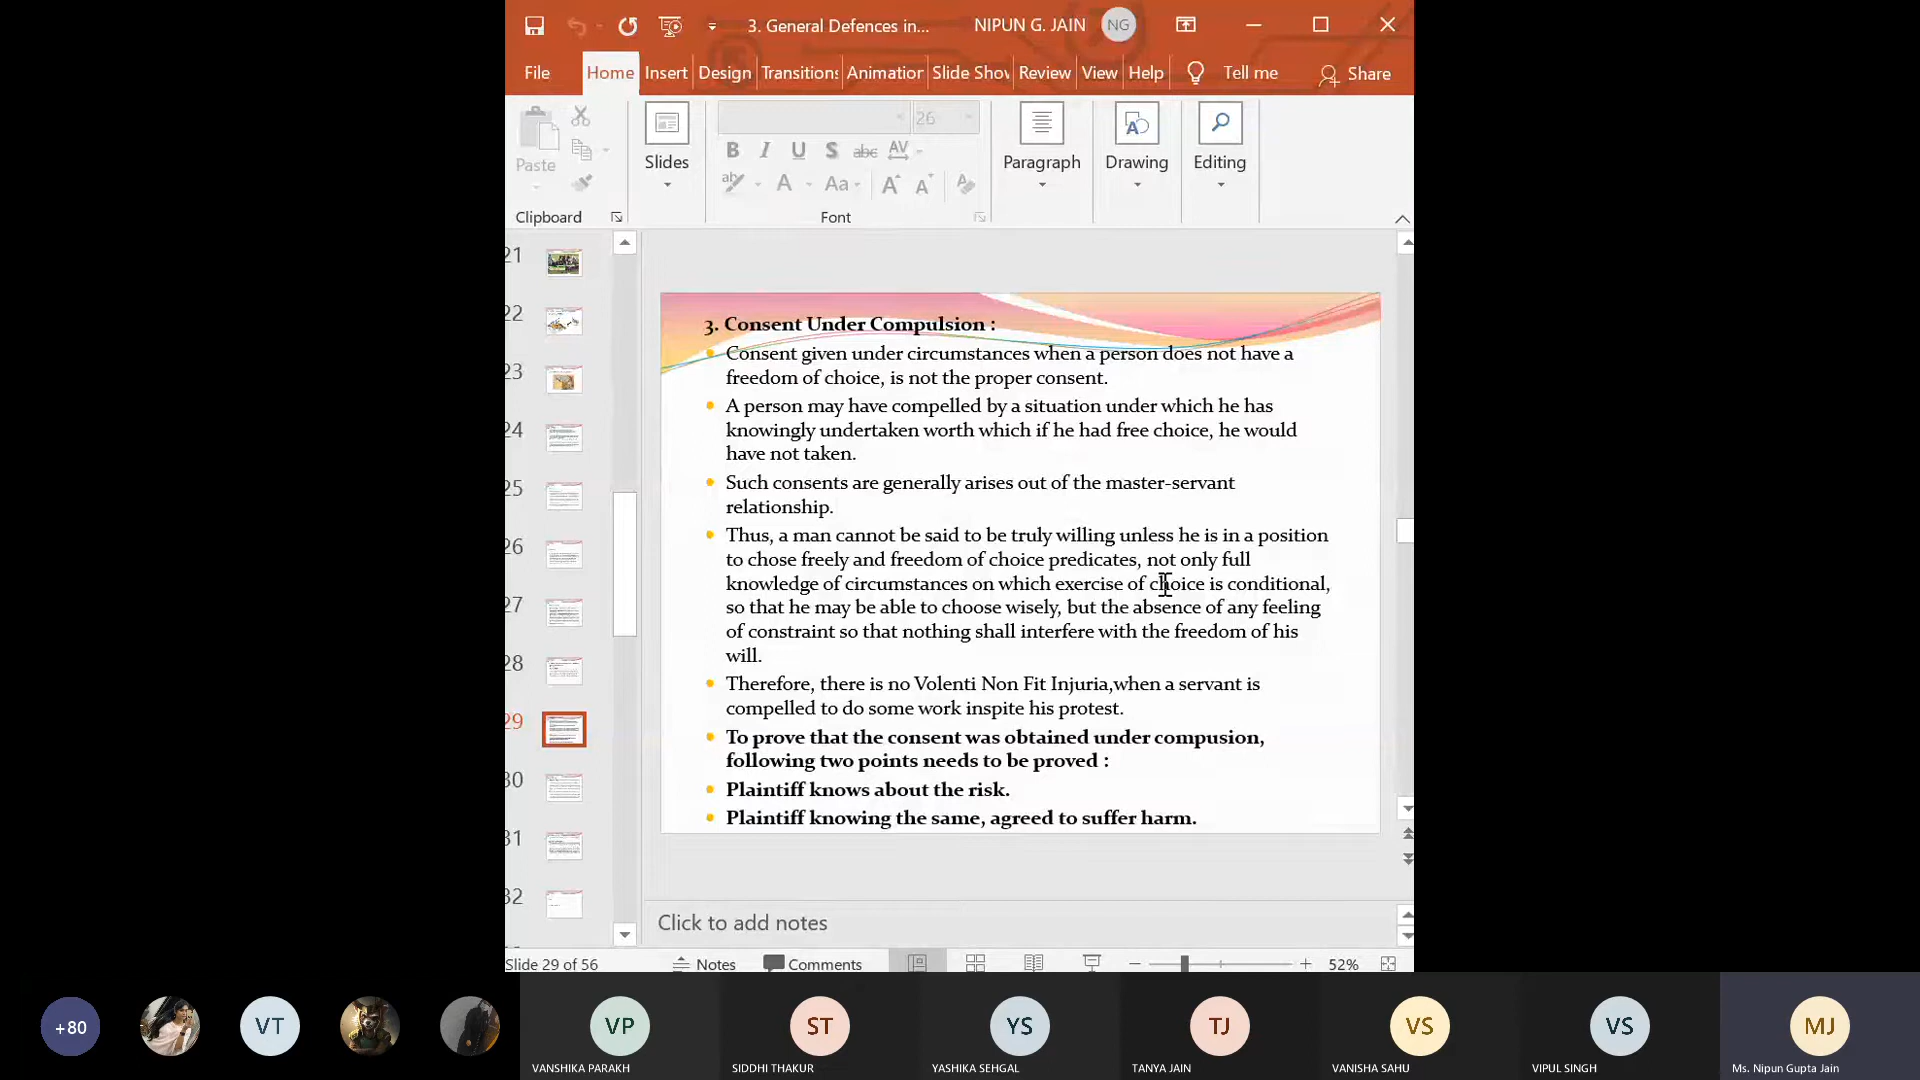 3. General Defences in...
NIPUN G. JAIN
NG
File
Home
Insert
Design
Transitions
Animation
Slide Show
Review
View
Help
Tell me
Share
Paste
Slides
26
B I U S abc AV
ab A Aa A A A
Paragraph
Drawing
Editing
Clipboard
Font
21
22
23
24
25
26
27
28
29
30
31
32
3. Consent Under Compulsion :
Consent given under circumstances when a person does not have a
freedom of choice, is not the proper consent.
A person may have compelled by a situation under which he has
knowingly undertaken worth which if he had free choice, he would
have not taken.
Such consents are generally arises out of the master-servant
relationship.
Thus, a man cannot be said to be truly willing unless he is in a position
to chose freely and freedom of choice predicates, not only full
knowledge of circumstances on which exercise of choice is conditional,
so that he may be able to choose wisely, but the absence of any feeling
of constraint so that nothing shall interfere with the freedom of his
will.
Therefore, there is no Volenti Non Fit Injuria,when a servant is
compelled to do some work inspite his protest.
To prove that the consent was obtained under compusion,
following two points needs to be proved :
Plaintiff knows about the risk.
Plaintiff knowing the same, agreed to suffer harm.
Click to add notes
Slide 29 of 56
Notes
Comments
52%
+80
VT
VP
ST
YS
TJ
VS
VS
MJ
VANSHIKA PARAKH
SIDDHI THAKUR
YASHIKA SEHGAL
TANYA JAIN
VANISHA SAHU
VIPUL SINGH
Ms. Nipun Gupta Jain